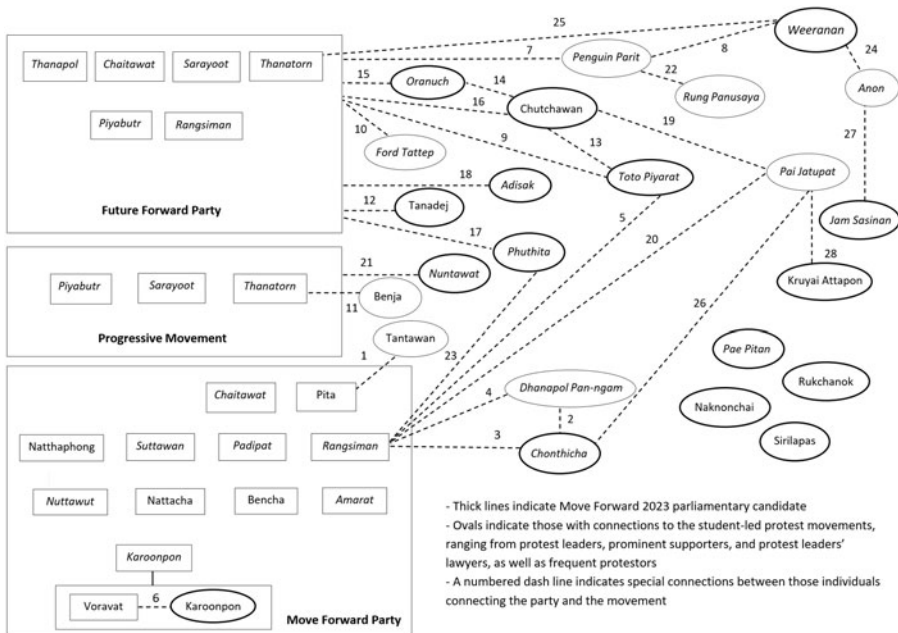 25
Weeranan
7
8
24
Thanapol
Chaitawat
Sarayoot
Thanatorn
Penguin Parit
22
15
Oranuch
14
Rung Panusaya
Anon
16
Chutchawan
19
27
Piyabutr
Rangsiman
10
9
13
Ford Tattep
18
Adisak
Toto Piyarat
Pai Jatupat
12
Tanadej
5
Future Forward Party
17
20
Jam Sasinan
Phuthita
28
21
Nuntawat
Kruyai Attapon
Piyabutr
Sarayoot
Thanatorn
Benja
11
26
Progressive Movement
Tantawan
1
23
Pae Pitan
Chaitawat
Pita
4
Dhanapol Pan-ngam
Rukchanok
2
Naknonchai
Natthaphong
Suttawan
Padipat
Rangsiman
3
Chonthicha
Sirilapas
Nuttawut
Nattacha
Bencha
Amarat
- Thick lines indicate Move Forward 2023 parliamentary candidate
- Ovals indicate those with connections to the student-led protest movements,
ranging from protest leaders, prominent supporters, and protest leaders’
lawyers, as well as frequent protestors
- A numbered dash line indicates special connections between those individuals
connecting the party and the movement
Karoonpon
Voravat
6
Karoonpon
Move Forward Party